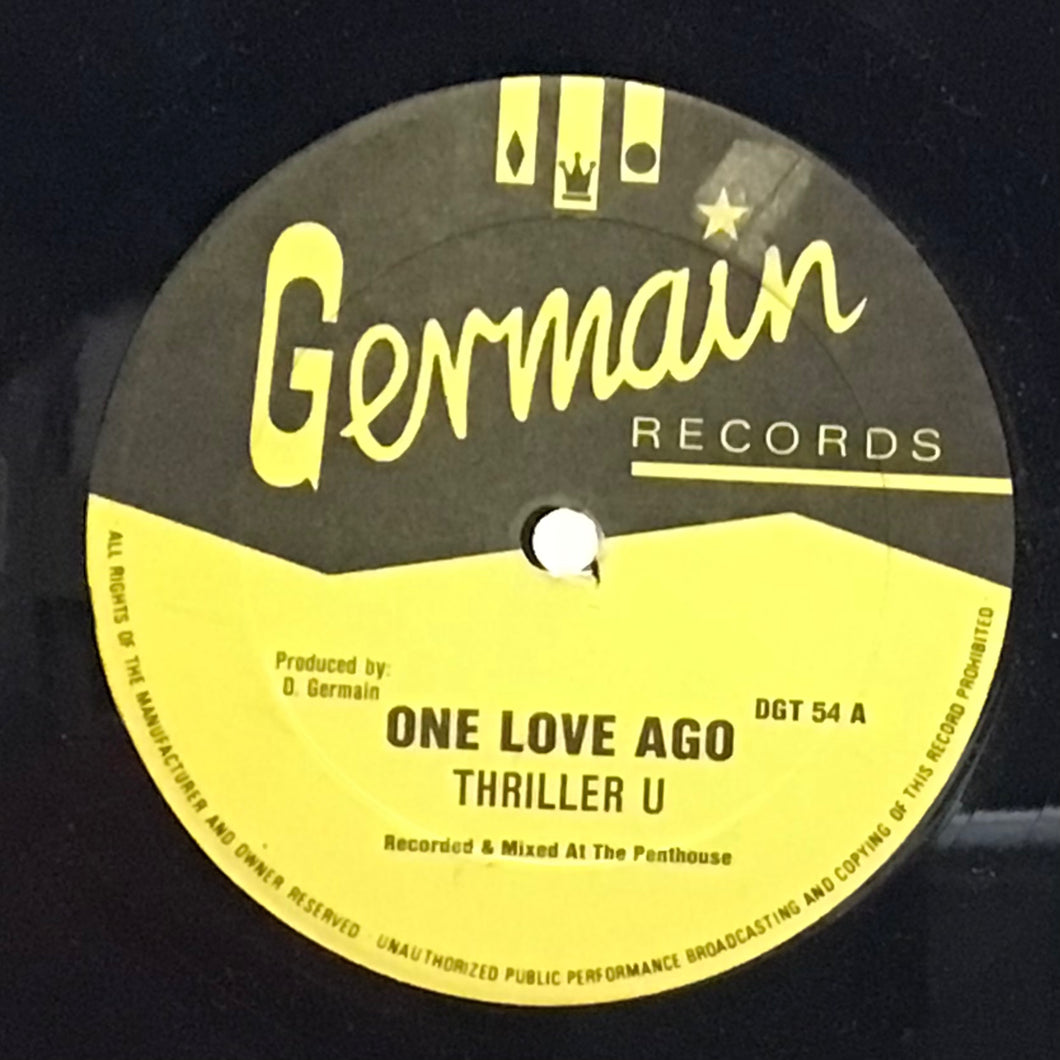 Germain
RECORDS
Produced by:
D. Germain
DGT 54 A
ONE LOVE AGO
THRILLER U
Recorded & Mixed At The Penthouse
ALL RIGHTS OF THE MANUFACTURER AND OWNER RESERVED · UNAUTHORIZED PUBLIC PERFORMANCE BROADCASTING AND COPYING OF THIS RECORD PROHIBITED